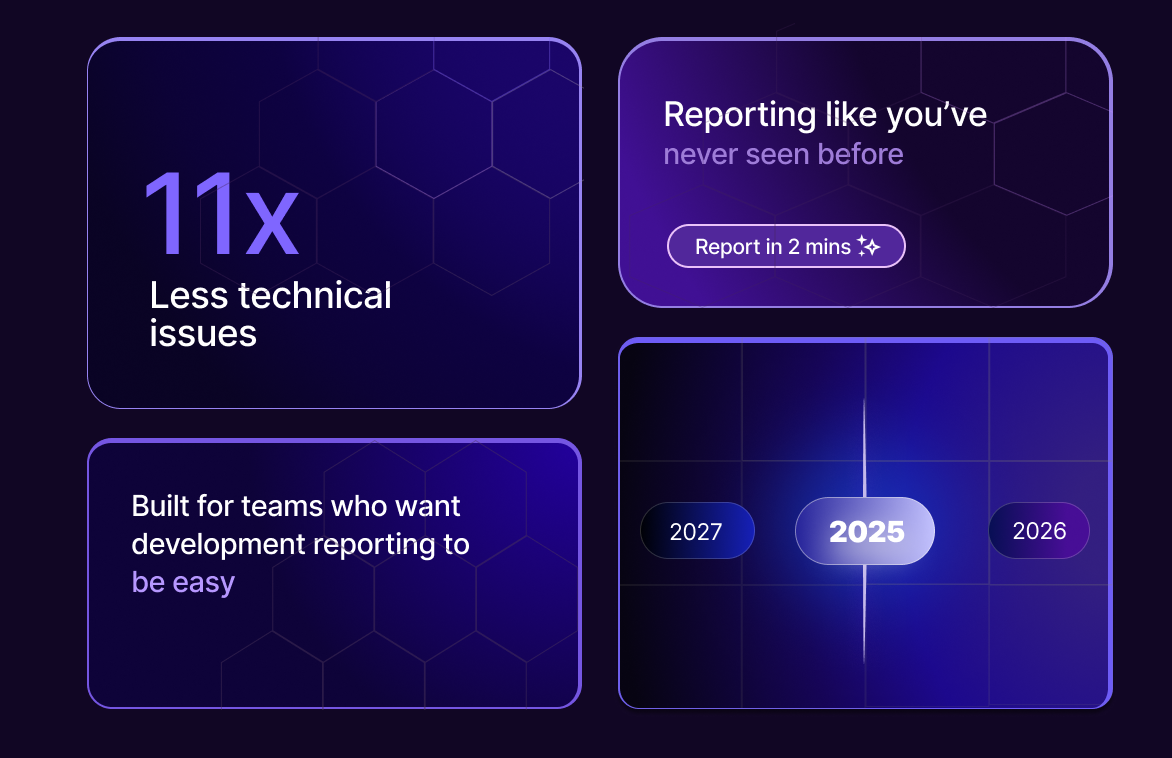 11x
Less technical
issues
Reporting like you’ve
never seen before
Report in 2 mins
Built for teams who want
development reporting to
be easy
2027
2025
2026